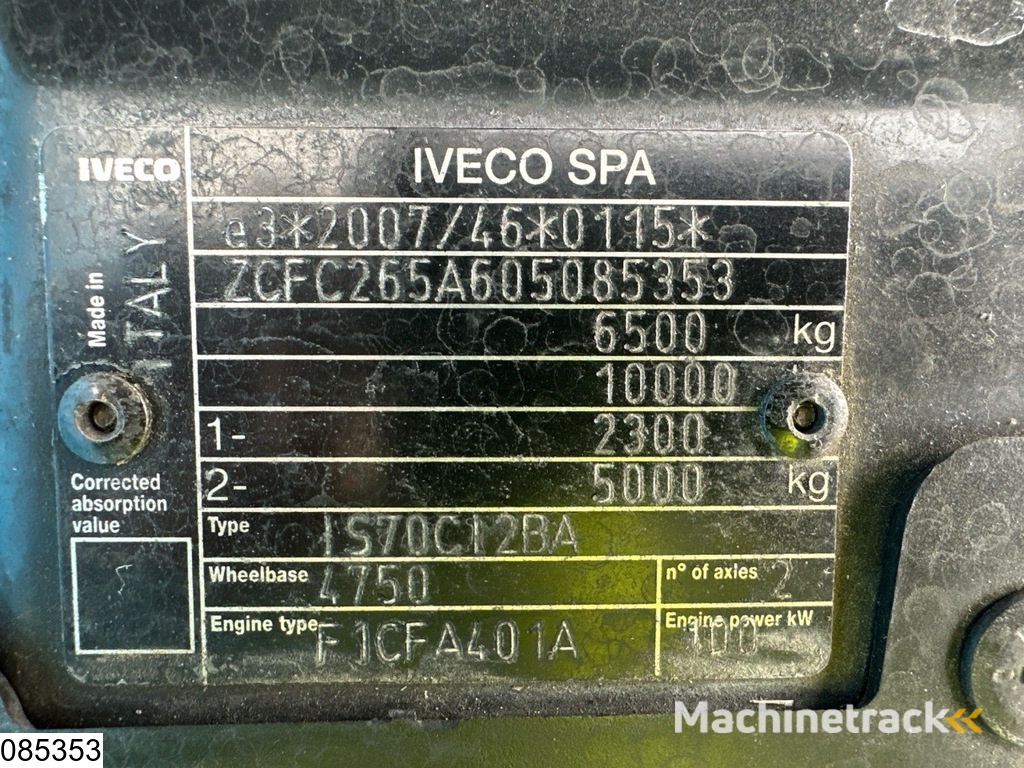 IVECO
IVECO SPA
e3*2007/46*0115*
ZCFC265A605085353
6500 kg
10000
1- 2300
2- 5000 kg
Made in ITALY
Corrected
absorption
value
Type IS70C12BA
Wheelbase 4750 n° of axles 2
Engine type F1CFA401A Engine power kW 100
Machinetrack
085353